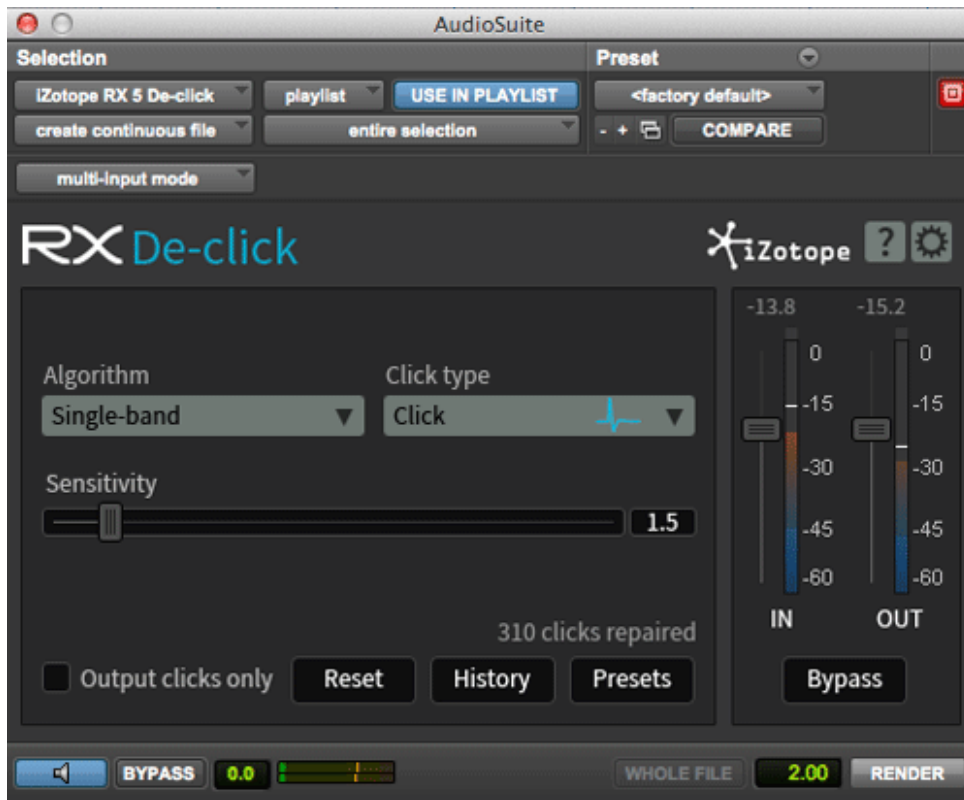 AudioSuite
Selection
Preset
iZotope RX 5 De-click playlist USE IN PLAYLIST <factory default>
create continuous file entire selection - + COMPARE
multi-input mode
RX De-click iZotope ?
-13.8 -15.2
0 0
Algorithm Click type
Single-band Click
-15 -15
-30 -30
Sensitivity
1.5
-45 -45
-60 -60
IN OUT
310 clicks repaired
Output clicks only Reset History Presets Bypass
BYPASS 0.0 WHOLE FILE 2.00 RENDER